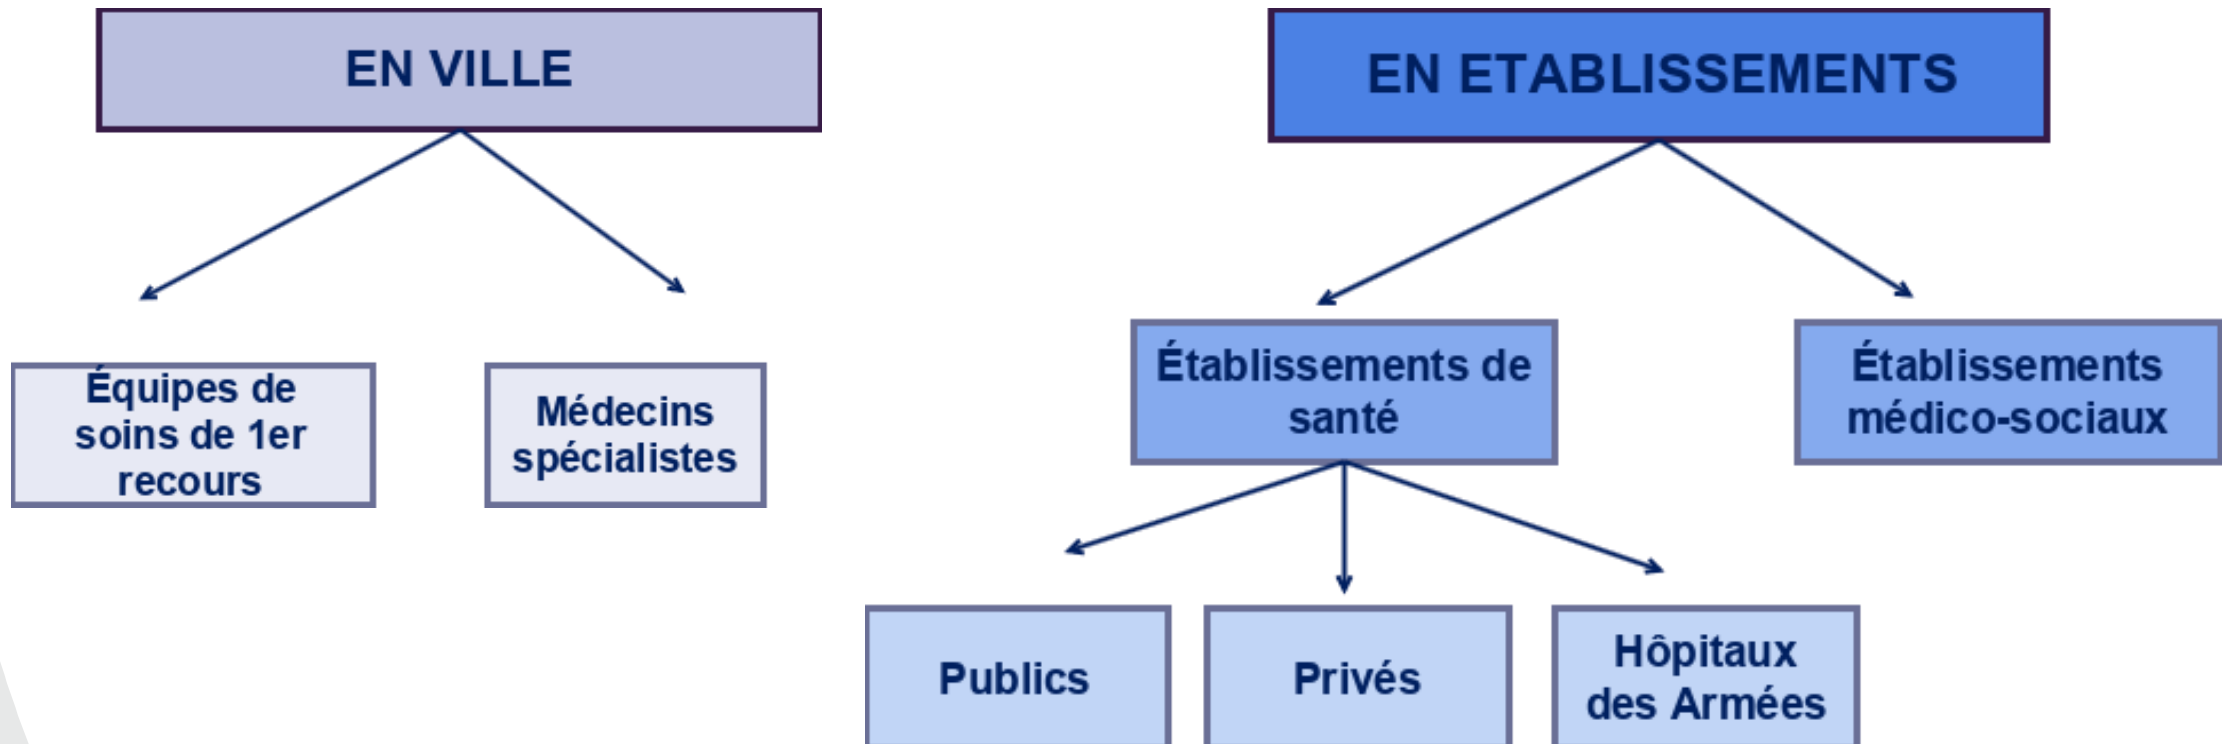 EN VILLE
EN ETABLISSEMENTS
Équipes de
soins de 1er
recours
Médecins
spécialistes
Établissements de
santé
Établissements
médico-sociaux
Publics
Privés
Hôpitaux
des Armées